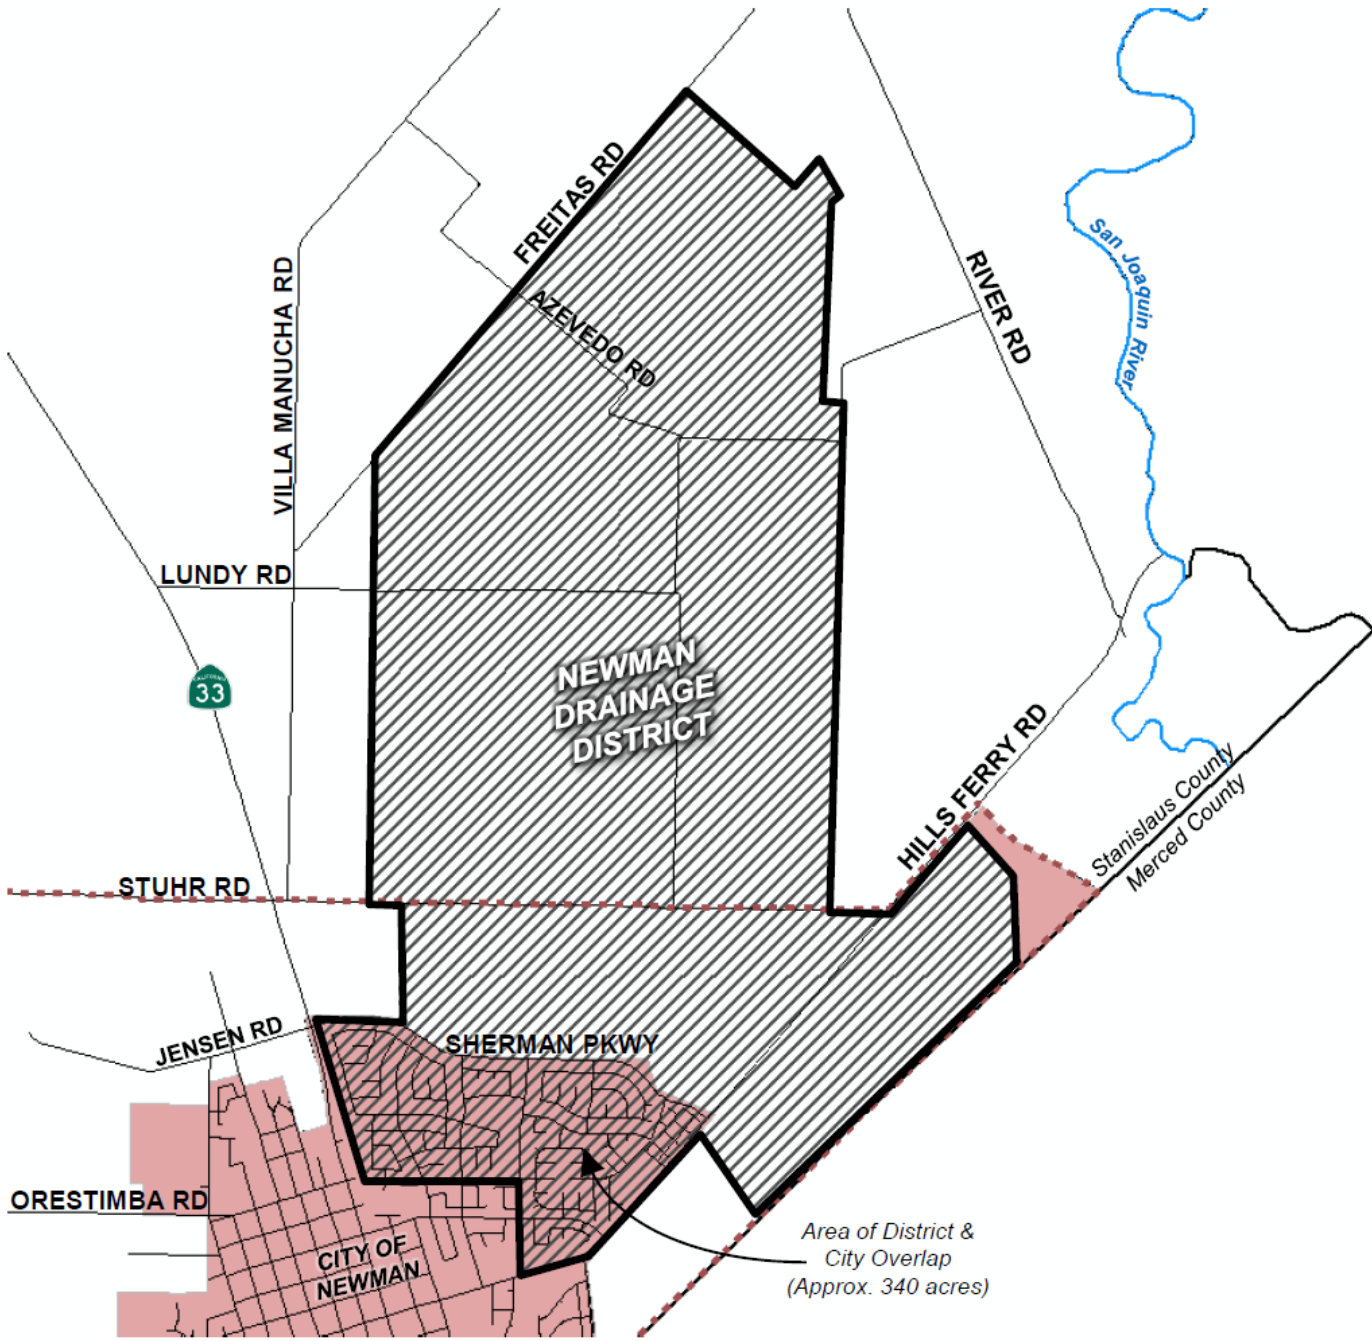 FREITAS RD
San Joaquin River
RIVER RD
VILLA MANUCHA RD
AZEVEDO RD
LUNDY RD
CALIFORNIA
33
NEWMAN
DRAINAGE
DISTRICT
HILLS FERRY RD
Stanislaus County
Merced County
STUHR RD
JENSEN RD
SHERMAN PKWY
ORESTIMBA RD
CITY OF
NEWMAN
Area of District &
City Overlap
(Approx. 340 acres)